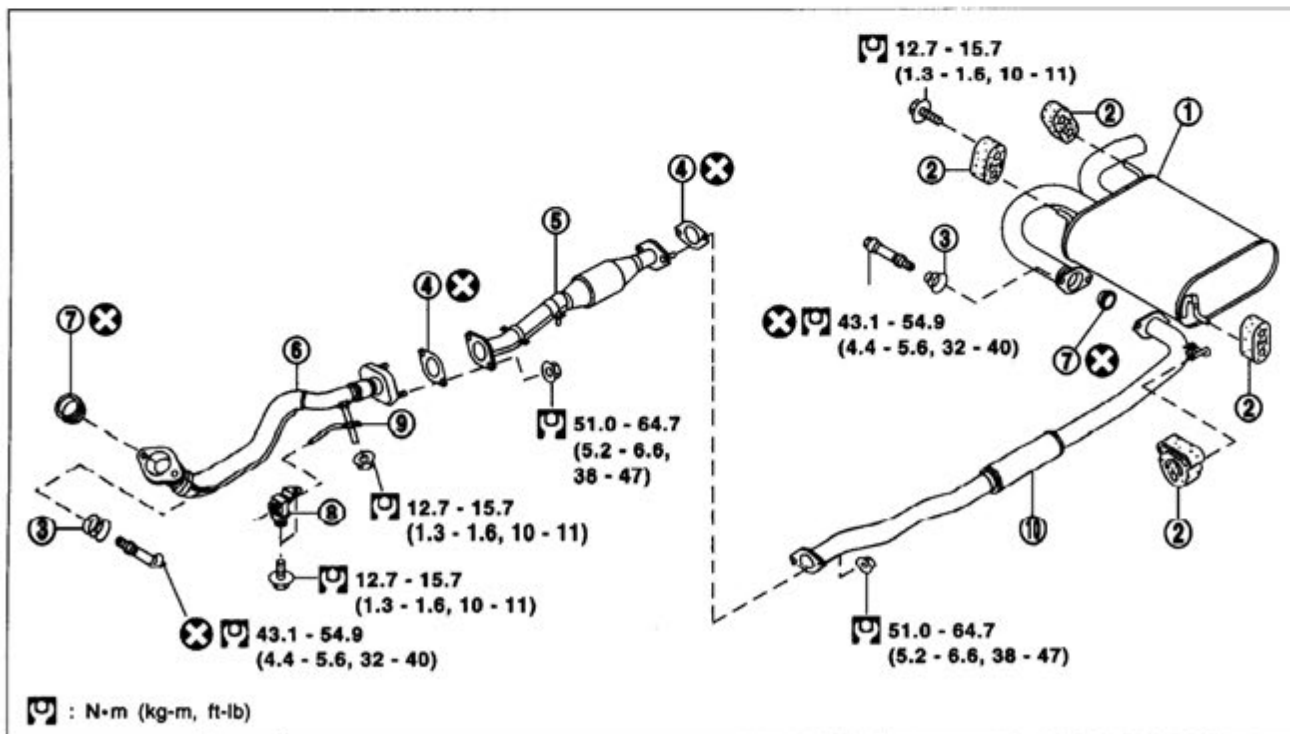 12.7 - 15.7
(1.3 - 1.6, 10 - 11)
2
1
2
4
5
3
4
7
43.1 - 54.9
(4.4 - 5.6, 32 - 40)
6
7
2
9
51.0 - 64.7
(5.2 - 6.6,
38 - 47)
12.7 - 15.7
(1.3 - 1.6, 10 - 11)
8
3
10
2
12.7 - 15.7
(1.3 - 1.6, 10 - 11)
43.1 - 54.9
(4.4 - 5.6, 32 - 40)
51.0 - 64.7
(5.2 - 6.6, 38 - 47)
: N•m (kg-m, ft-lb)